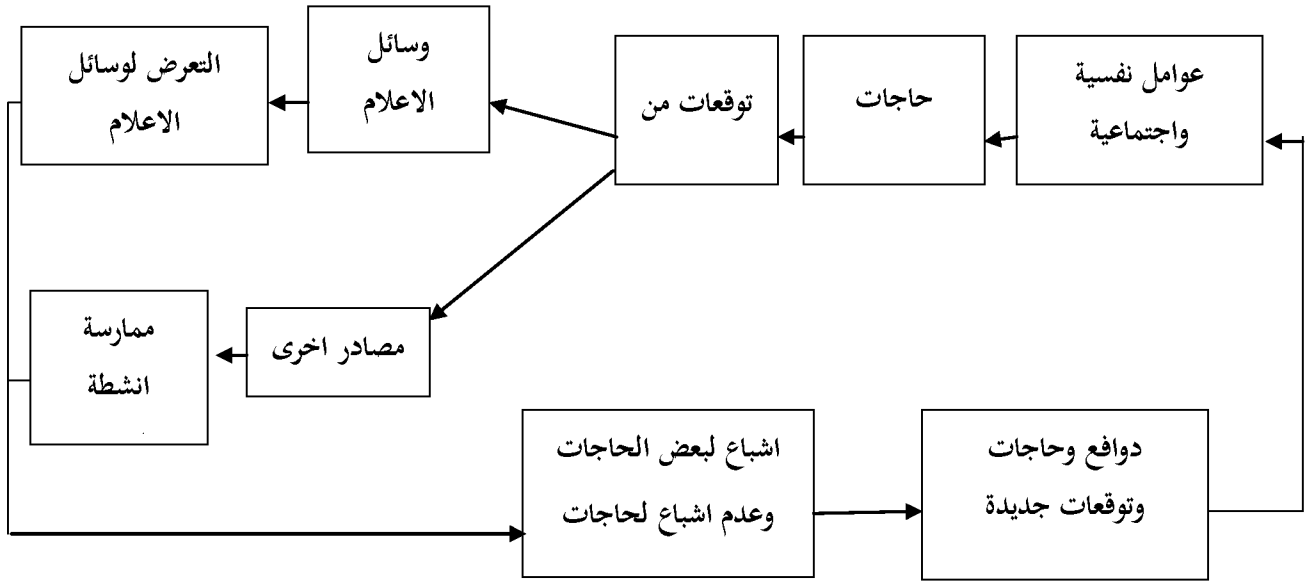 عوامل نفسية
واجتماعية
حاجات
توقعات من
وسائل
الاعلام
التعرض لوسائل
الاعلام
مصادر اخرى
ممارسة
انشطة
اشباع لبعض الحاجات
وعدم اشباع لحاجات
دوافع وحاجات
وتوقعات جديدة